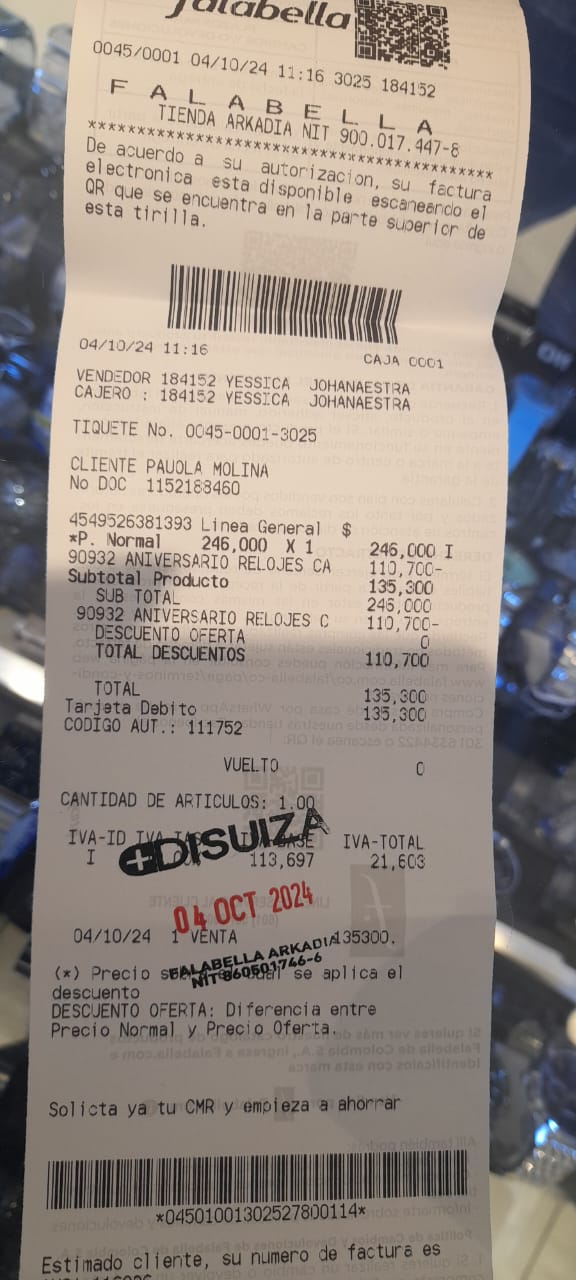 falabella
0045/0001 04/10/24 11:16 3025 184152
F A L A B E L L A
TIENDA ARKADIA NIT 900.017.447-8
******************************************
De acuerdo a su autorizacion, su factura
electronica esta disponible escaneando el
QR que se encuentra en la parte superior de
esta tirilla.
04/10/24 11:16 CAJA 0001
VENDEDOR 184152 YESSICA JOHANAESTRA
CAJERO : 184152 YESSICA JOHANAESTRA
TIQUETE No. 0045-0001-3025
CLIENTE PAUOLA MOLINA
No DOC 1152188460
4549526381393 Linea General $
*P. Normal 246,000 X 1 246,000 I
90932 ANIVERSARIO RELOJES CA 110,700-
Subtotal Producto 135,300
SUB TOTAL 246,000
90932 ANIVERSARIO RELOJES C 110,700-
DESCUENTO OFERTA 0
TOTAL DESCUENTOS 110,700
TOTAL 135,300
Tarjeta Debito 135,300
CODIGO AUT.: 111752
VUELTO 0
CANTIDAD DE ARTICULOS: 1.00
IVA-ID IVA-TOTAL
I 113,697 21,603
+DISUIZA
04 OCT 2024
04/10/24 1 VENTA 135300.
FALABELLA ARKADIA
NIT 860501746-6
(*) Precio se aplica el
descuento
DESCUENTO OFERTA: Diferencia entre
Precio Normal y Precio Oferta.
Solicta ya tu CMR y empieza a ahorrar
*04501001302527800114*
Estimado cliente, su numero de factura es